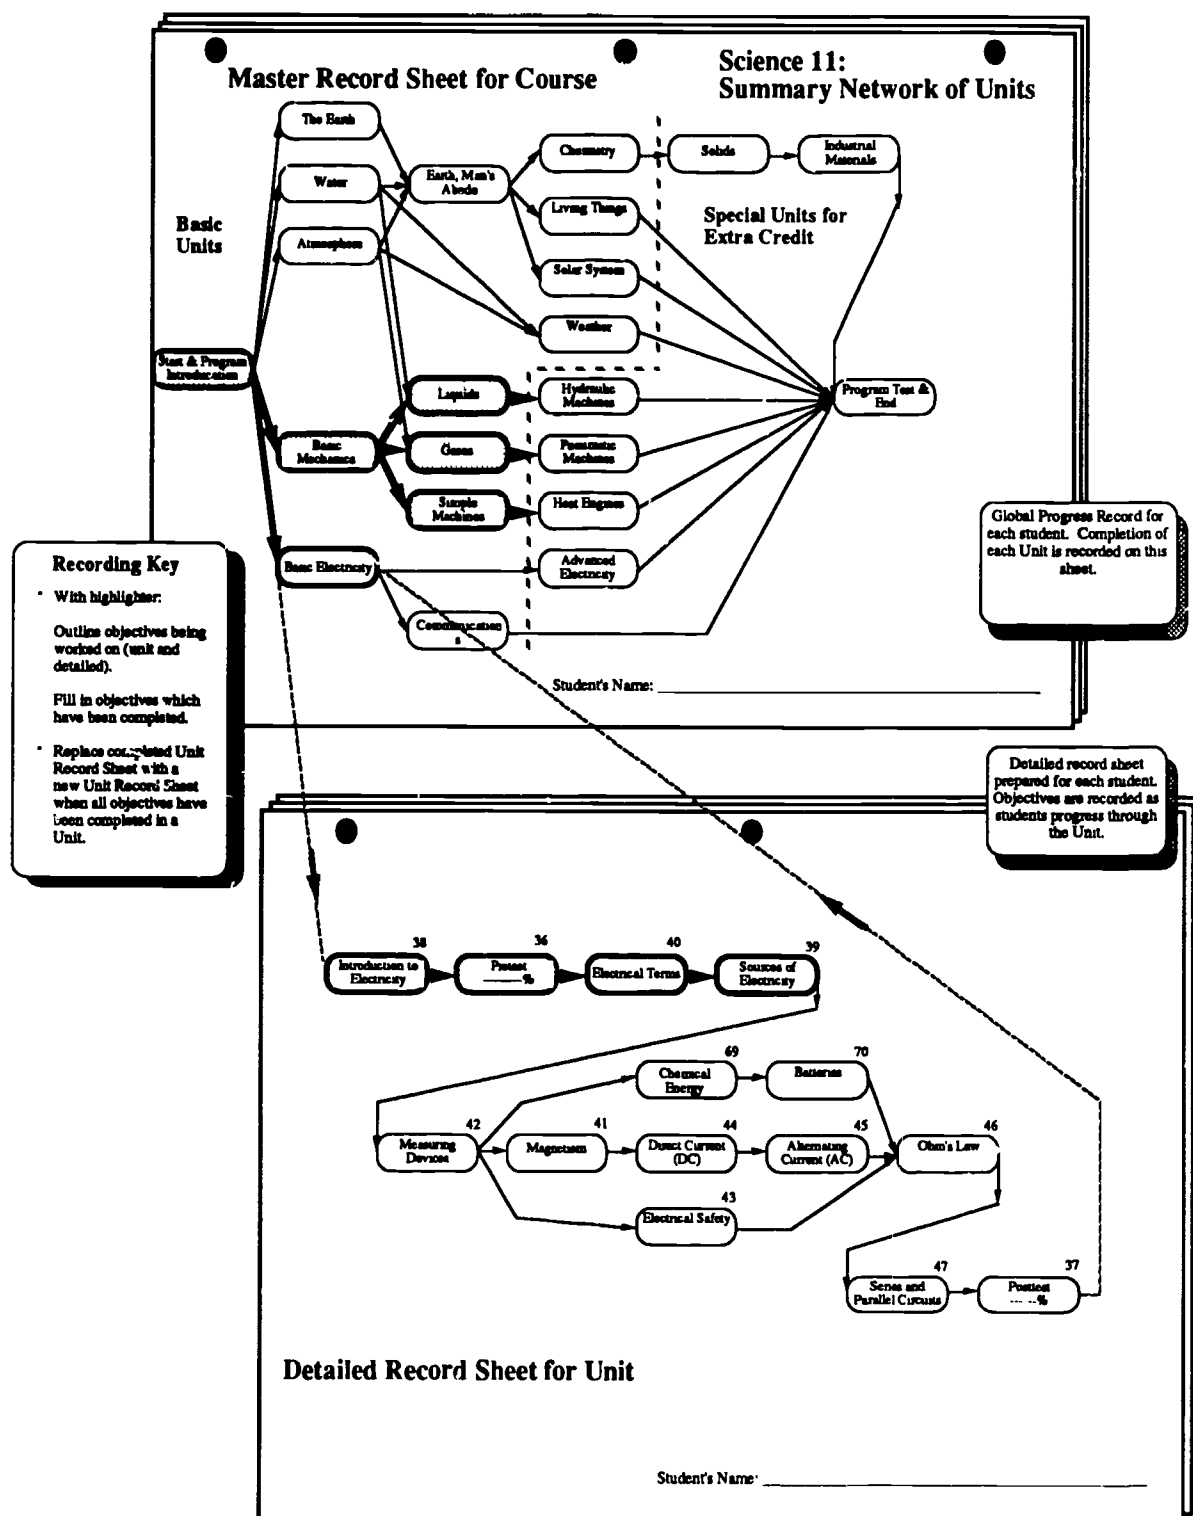 Master Record Sheet for Course
Science 11:
Summary Network of Units
The Earth
Water
Atmosphere
Basic
Units
Earth, Man's
Abode
Chemistry
Living Things
Solar System
Weather
Solids
Industrial
Materials
Special Units for
Extra Credit
Start & Program
Introduction
Liquids
Gases
Simple
Machines
Basic
Mechanics
Hydraulic
Machines
Pneumatic
Machines
Heat Engines
Advanced
Electricity
Program Test &
End
Basic Electricity
Communication
s
Student's Name:
Global Progress Record for
each student. Completion of
each Unit is recorded on this
sheet.
Recording Key
· With highlighter:
Outline objectives being
worked on (unit and
detailed).
Fill in objectives which
have been completed.
· Replace completed Unit
Record Sheet with a
new Unit Record Sheet
when all objectives have
been completed in a
Unit.
Detailed record sheet
prepared for each student.
Objectives are recorded as
students progress through
the Unit.
38
Introduction to
Electricity
36
Pretest
%
40
Electrical Terms
39
Sources of
Electricity
69
Chemical
Energy
70
Batteries
42
Measuring
Devices
41
Magnetism
44
Direct Current
(DC)
45
Alternating
Current (AC)
46
Ohm's Law
43
Electrical Safety
47
Series and
Parallel Circuits
37
Posttest
%
Detailed Record Sheet for Unit
Student's Name: